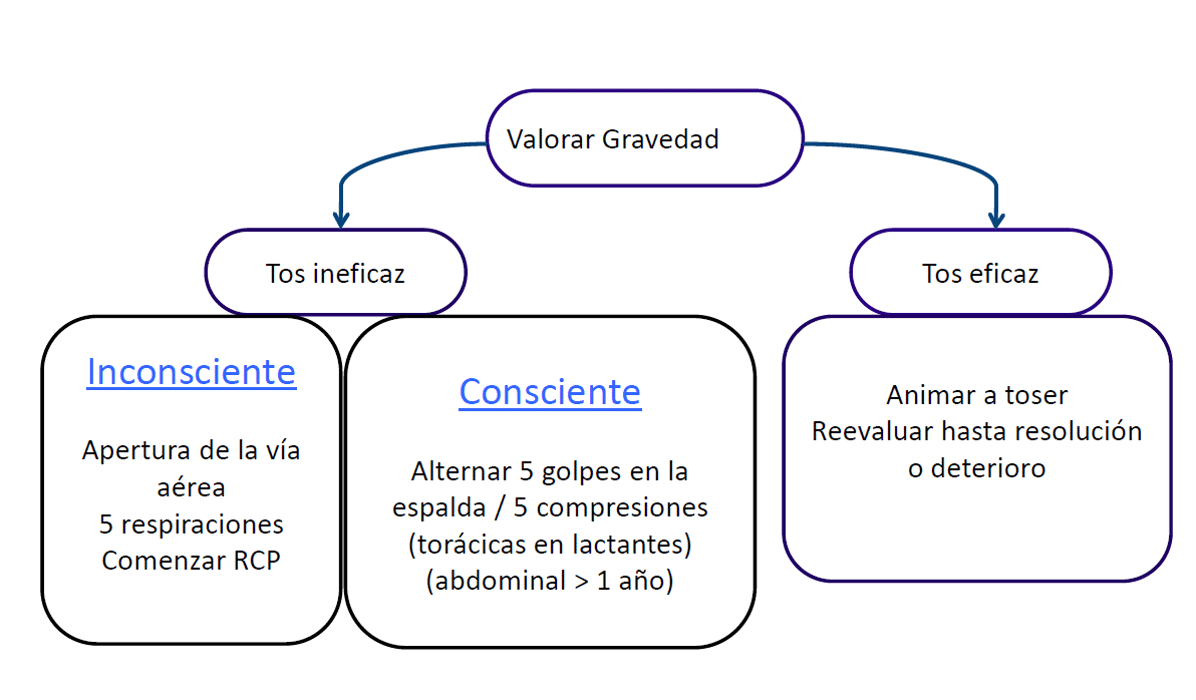 Valorar Gravedad
Tos ineficaz
Tos eficaz
Inconsciente
Apertura de la vía
aérea
5 respiraciones
Comenzar RCP
Consciente
Alternar 5 golpes en la
espalda / 5 compresiones
(torácicas en lactantes)
(abdominal > 1 año)
Animar a toser
Reevaluar hasta resolución
o deterioro